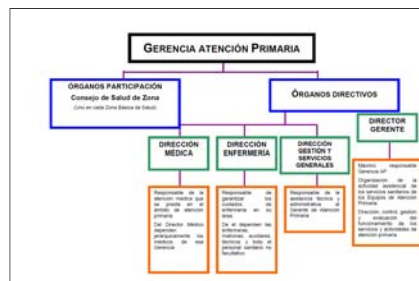 GERENCIA ATENCIÓN PRIMARIA
ÓRGANOS PARTICIPACIÓN
Consejo de Salud de Zona
(Uno en cada Zona Básica de Salud)
ÓRGANOS DIRECTIVOS
DIRECTOR
GERENTE
DIRECCIÓN
MÉDICA
DIRECCIÓN
ENFERMERÍA
DIRECCIÓN
GESTIÓN Y
SERVICIOS
GENERALES
Responsable de la
atención médica que
se presta en el
ámbito de atención
primaria
Del Director Médico
dependen
jerárquicamente los
médicos de esa
Gerencia
Responsable de
garantizar los
cuidados de
enfermería en su
área.
De él dependen las
enfermeras,
matronas, auxiliares,
técnicos y todo el
personal sanitario no
facultativo.
Responsable de la
asistencia técnica y
administrativa al
Gerente de Atención
Primaria
Máximo responsable
Gerencia AP
Organización de la
actividad asistencial de
los servicios sanitarios de
los Equipos de Atención
Primaria.
Dirección, control, gestión
y evaluación del
funcionamiento de los
servicios y actividades de
atención primaria